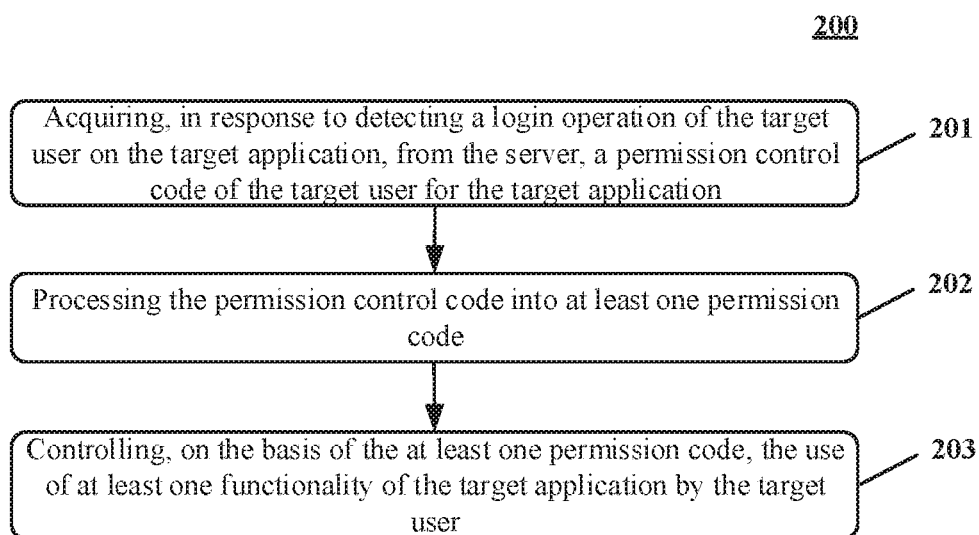 200
Acquiring, in response to detecting a login operation of the target
user on the target application, from the server, a permission control
code of the target user for the target application
201
Processing the permission control code into at least one permission
code
202
Controlling, on the basis of the at least one permission code, the use
of at least one functionality of the target application by the target
user
203